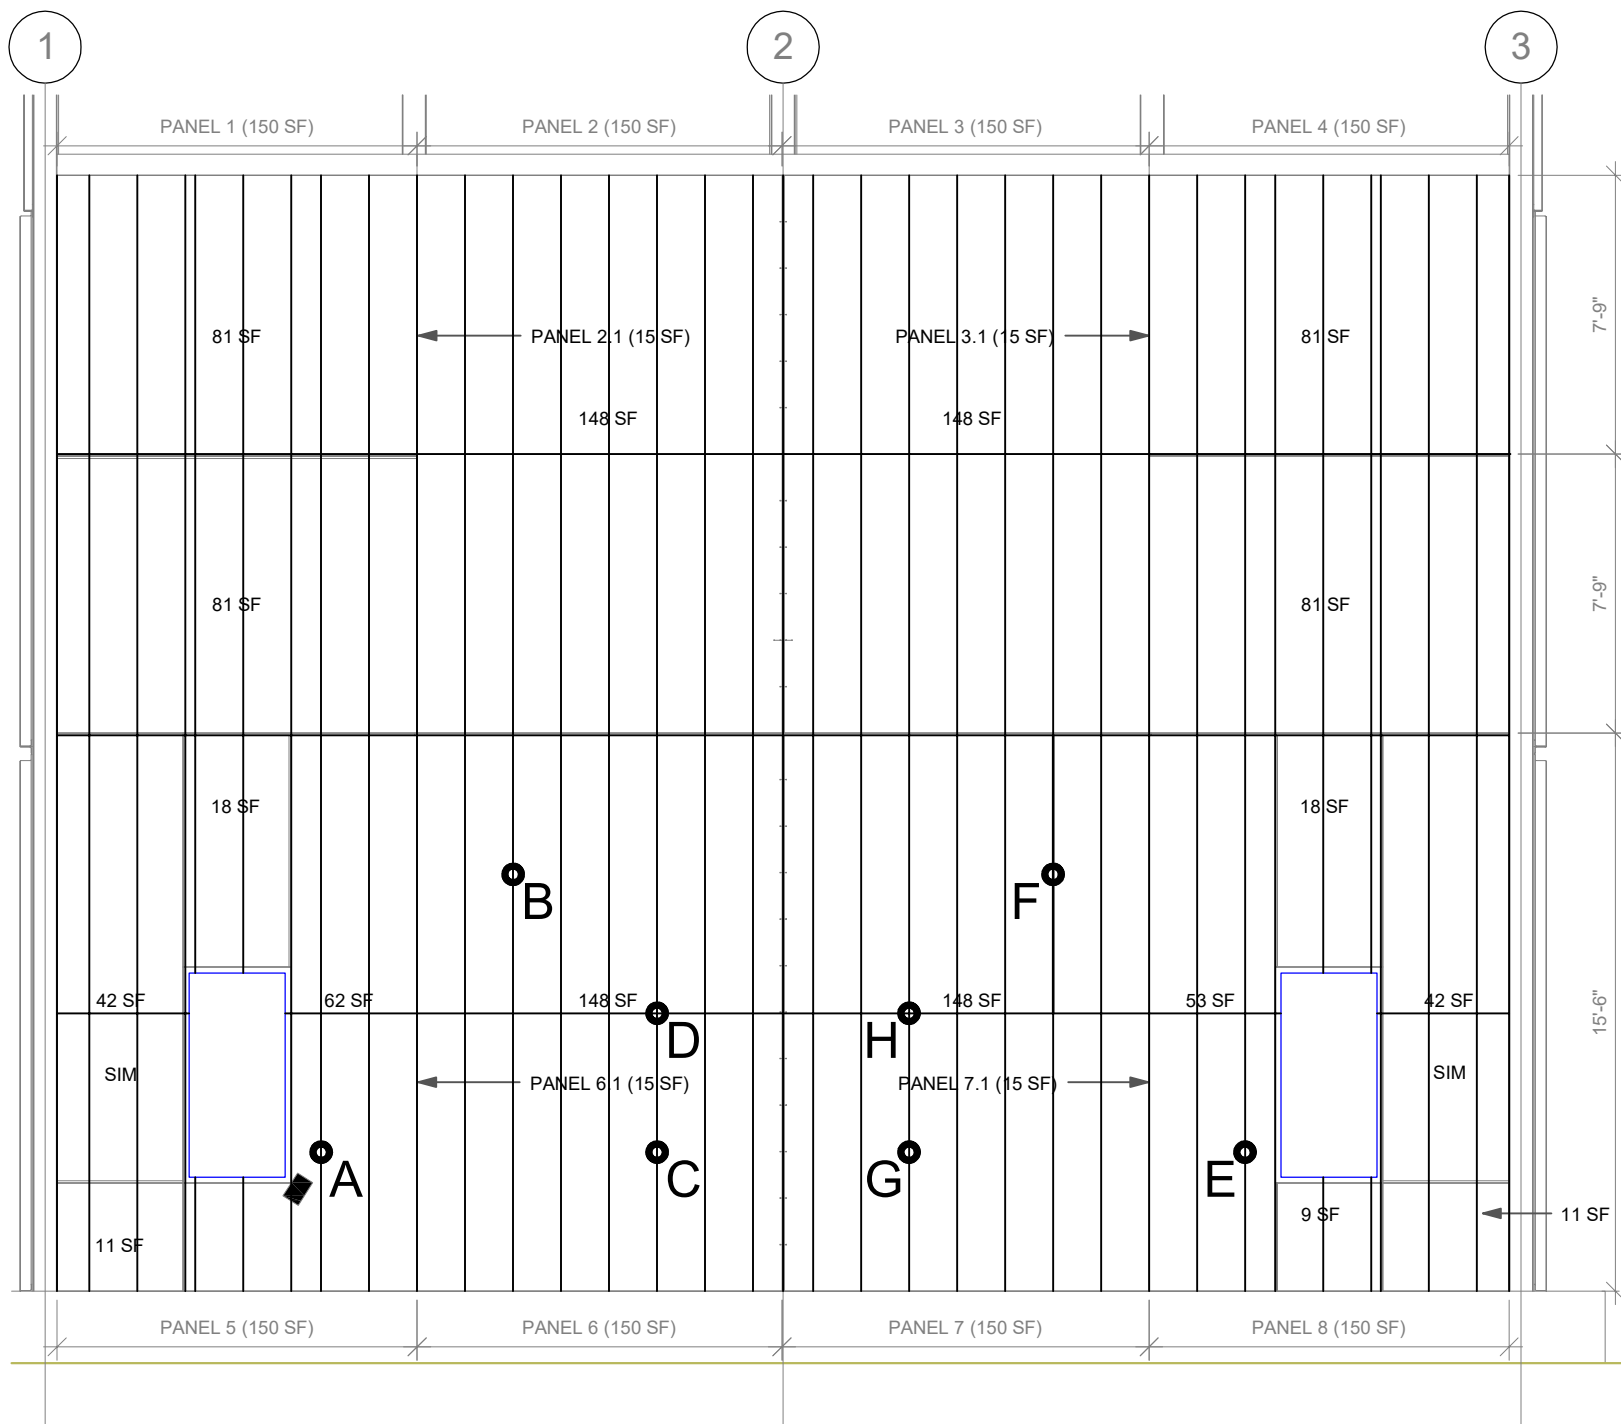 1
2
3
PANEL 1 (150 SF)
PANEL 2 (150 SF)
PANEL 3 (150 SF)
PANEL 4 (150 SF)
7'-9"
81 SF
PANEL 2.1 (15 SF)
PANEL 3.1 (15 SF)
81 SF
148 SF
148 SF
7'-9"
81 SF
81 SF
18 SF
18 SF
B
F
42 SF
62 SF
148 SF
148 SF
53 SF
42 SF
15'-6"
D
H
SIM
PANEL 6.1 (15 SF)
PANEL 7.1 (15 SF)
SIM
A
C
G
E
11 SF
9 SF
11 SF
PANEL 5 (150 SF)
PANEL 6 (150 SF)
PANEL 7 (150 SF)
PANEL 8 (150 SF)